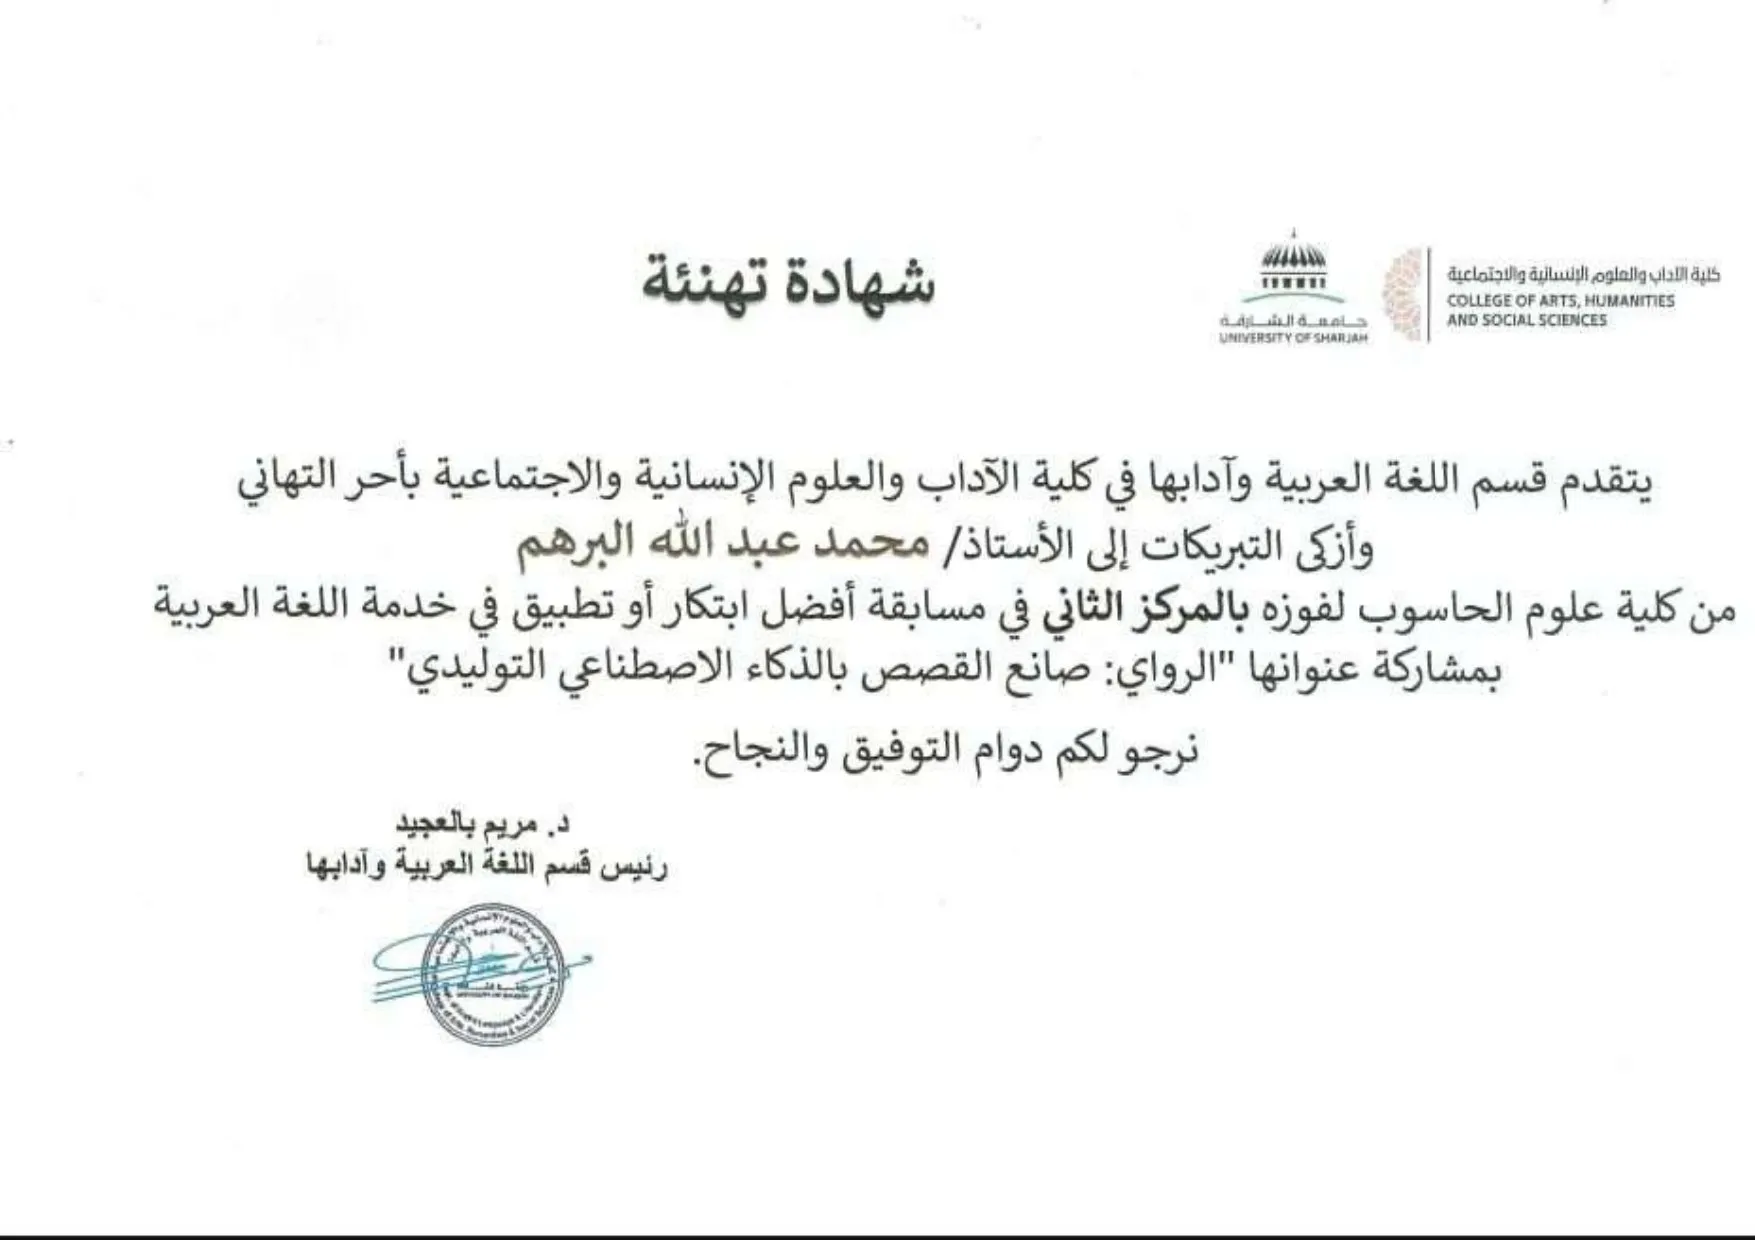 كلية الآداب والعلوم الإنسانية والاجتماعية
COLLEGE OF ARTS, HUMANITIES
AND SOCIAL SCIENCES
جامعة الشارقة
UNIVERSITY OF SHARJAH
شهادة تهنئة
يتقدم قسم اللغة العربية وآدابها في كلية الآداب والعلوم الإنسانية والاجتماعية بأحر التهاني
وأزكى التبريكات إلى الأستاذ/ محمد عبد الله البرهم
من كلية علوم الحاسوب لفوزه بالمركز الثاني في مسابقة أفضل ابتكار أو تطبيق في خدمة اللغة العربية
بمشاركة عنوانها "الرواي: صانع القصص بالذكاء الاصطناعي التوليدي"
نرجو لكم دوام التوفيق والنجاح.
د. مريم بالعجيد
رئيس قسم اللغة العربية وآدابها